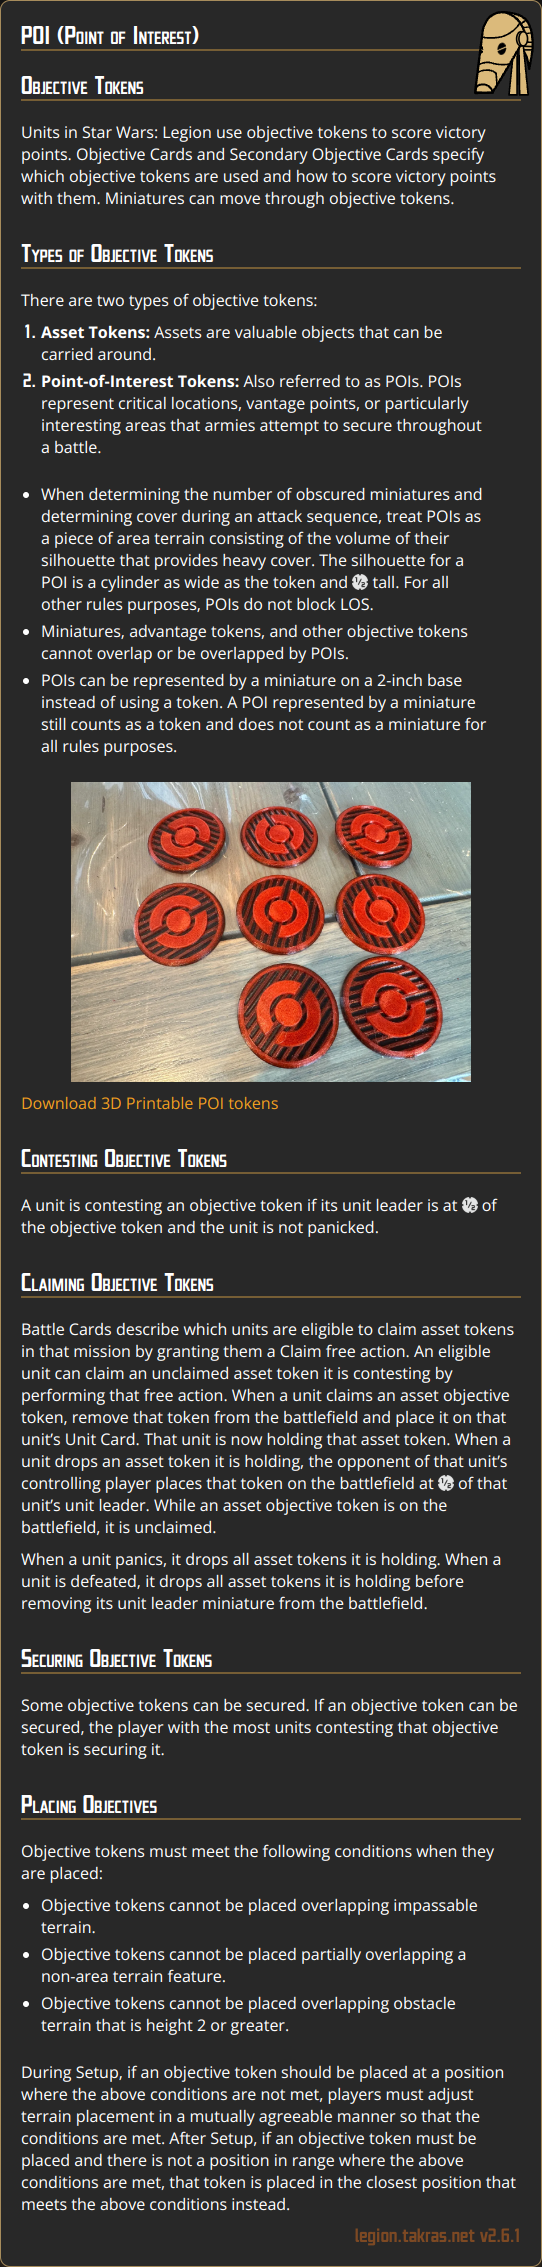 POI (Point of Interest)
Objective Tokens
Units in Star Wars: Legion use objective tokens to score victory
points. Objective Cards and Secondary Objective Cards specify
which objective tokens are used and how to score victory points
with them. Miniatures can move through objective tokens.
Types of Objective Tokens
There are two types of objective tokens:
1. Asset Tokens: Assets are valuable objects that can be
carried around.
2. Point-of-Interest Tokens: Also referred to as POIs. POIs
represent critical locations, vantage points, or particularly
interesting areas that armies attempt to secure throughout
a battle.
• When determining the number of obscured miniatures and
determining cover during an attack sequence, treat POIs as
a piece of area terrain consisting of the volume of their
silhouette that provides heavy cover. The silhouette for a
POI is a cylinder as wide as the token and ½ tall. For all
other rules purposes, POIs do not block LOS.
• Miniatures, advantage tokens, and other objective tokens
cannot overlap or be overlapped by POIs.
• POIs can be represented by a miniature on a 2-inch base
instead of using a token. A POI represented by a miniature
still counts as a token and does not count as a miniature for
all rules purposes.
Download 3D Printable POI tokens
Contesting Objective Tokens
A unit is contesting an objective token if its unit leader is at ½ of
the objective token and the unit is not panicked.
Claiming Objective Tokens
Battle Cards describe which units are eligible to claim asset tokens
in that mission by granting them a Claim free action. An eligible
unit can claim an unclaimed asset token it is contesting by
performing that free action. When a unit claims an asset objective
token, remove that token from the battlefield and place it on that
unit's Unit Card. That unit is now holding that asset token. When a
unit drops an asset token it is holding, the opponent of that unit's
controlling player places that token on the battlefield at ½ of that
unit's unit leader. While an asset objective token is on the
battlefield, it is unclaimed.
When a unit panics, it drops all asset tokens it is holding. When a
unit is defeated, it drops all asset tokens it is holding before
removing its unit leader miniature from the battlefield.
Securing Objective Tokens
Some objective tokens can be secured. If an objective token can be
secured, the player with the most units contesting that objective
token is securing it.
Placing Objectives
Objective tokens must meet the following conditions when they
are placed:
• Objective tokens cannot be placed overlapping impassable
terrain.
• Objective tokens cannot be placed partially overlapping a
non-area terrain feature.
• Objective tokens cannot be placed overlapping obstacle
terrain that is height 2 or greater.
During Setup, if an objective token should be placed at a position
where the above conditions are not met, players must adjust
terrain placement in a mutually agreeable manner so that the
conditions are met. After Setup, if an objective token must be
placed and there is not a position in range where the above
conditions are met, that token is placed in the closest position that
meets the above conditions instead.
legion.takras.net v2.6.1